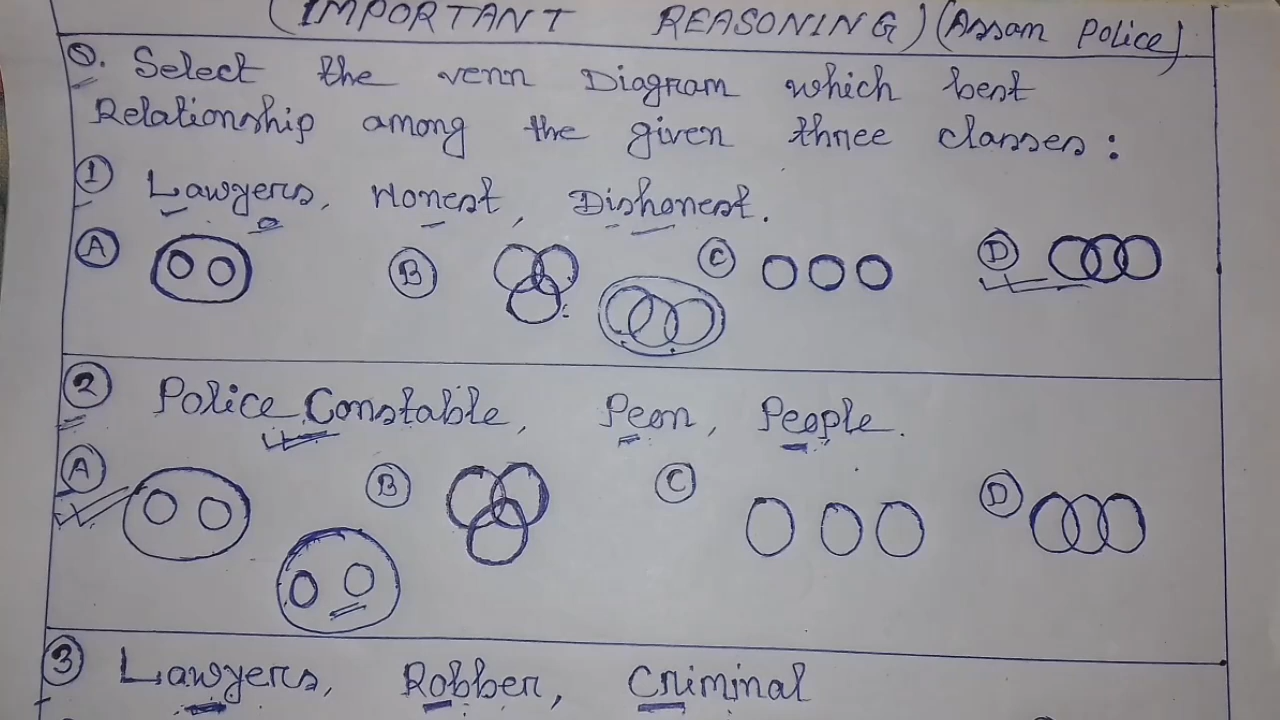 (IMPORTANT REASONING) (Assam Police)
Q. Select the venn Diagram which best
Relationship among the given three classes:
1 Lawyers, Honest, Dishonest.
A B C D
2 Police Constable, Peon, People.
A B C D
3 Lawyers, Robber, Criminal